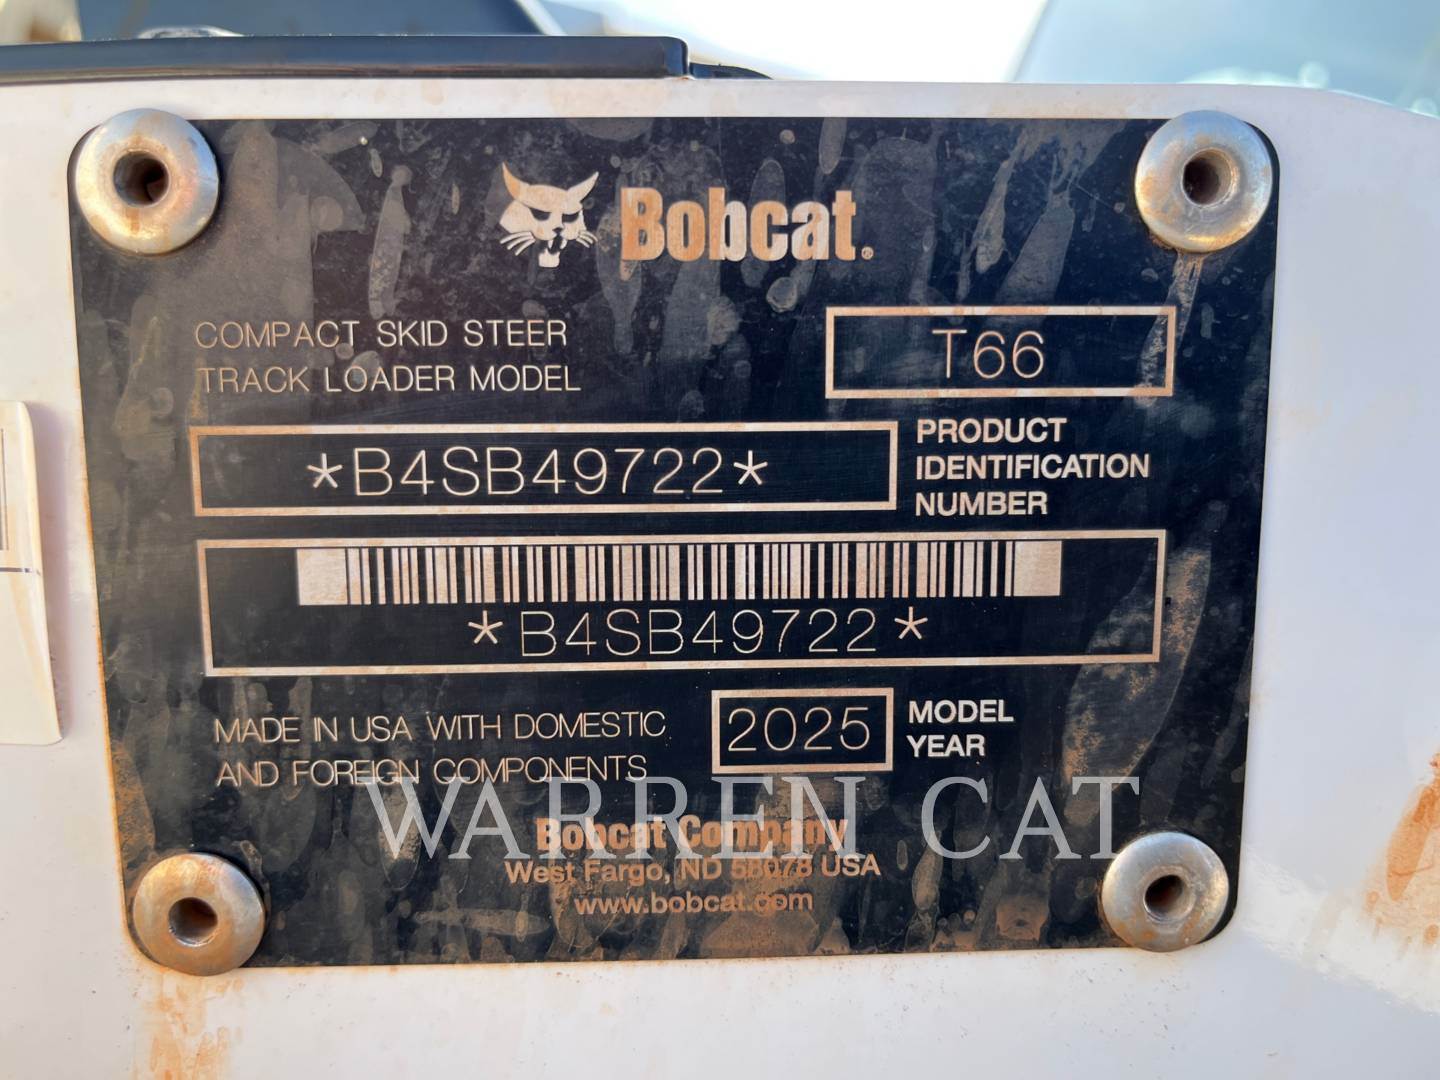 Bobcat®
COMPACT SKID STEER
TRACK LOADER MODEL
T66
*B4SB49722*
PRODUCT
IDENTIFICATION
NUMBER
*B4SB49722*
MADE IN USA WITH DOMESTIC
AND FOREIGN COMPONENTS
2025
MODEL
YEAR
WARREN CAT
Bobcat Company
West Fargo, ND 58078 USA
www.bobcat.com